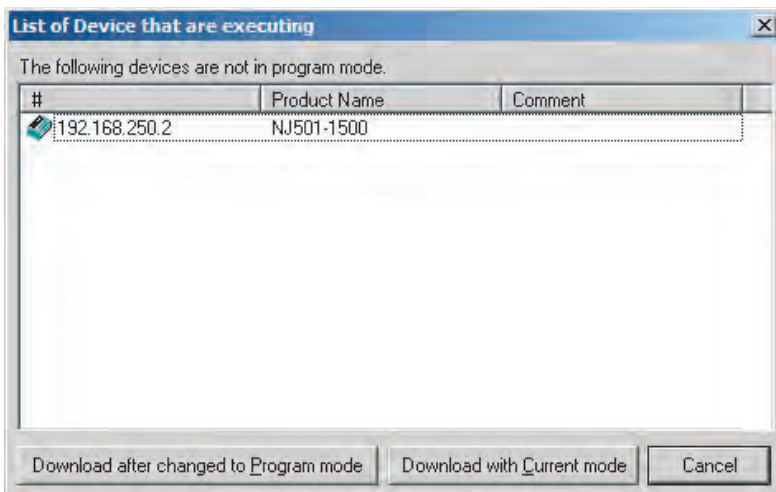 List of Device that are executing
The following devices are not in program mode.
# Product Name Comment
192.168.250.2 NJ501-1500
Download after changed to Program mode Download with Current mode Cancel